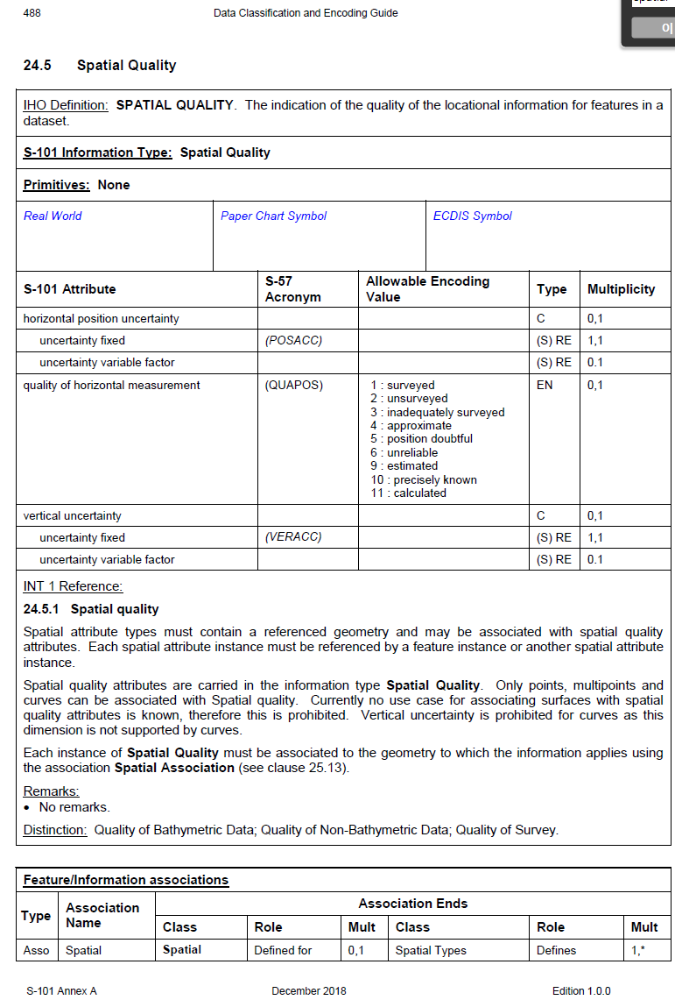 488 Data Classification and Encoding Guide
24.5 Spatial Quality
IHO Definition: SPATIAL QUALITY. The indication of the quality of the locational information for features in a
dataset.
S-101 Information Type: Spatial Quality
Primitives: None
Real World Paper Chart Symbol ECDIS Symbol
S-101 Attribute S-57 Acronym Allowable Encoding Value Type Multiplicity
horizontal position uncertainty C 0,1
uncertainty fixed (POSACC) (S) RE 1,1
uncertainty variable factor (S) RE 0.1
quality of horizontal measurement (QUAPOS) 1 : surveyed EN 0,1
2 : unsurveyed
3 : inadequately surveyed
4 : approximate
5 : position doubtful
6 : unreliable
9 : estimated
10 : precisely known
11 : calculated
vertical uncertainty C 0,1
uncertainty fixed (VERACC) (S) RE 1,1
uncertainty variable factor (S) RE 0.1
INT 1 Reference:
24.5.1 Spatial quality
Spatial attribute types must contain a referenced geometry and may be associated with spatial quality
attributes. Each spatial attribute instance must be referenced by a feature instance or another spatial attribute
instance.
Spatial quality attributes are carried in the information type Spatial Quality. Only points, multipoints and
curves can be associated with Spatial quality. Currently no use case for associating surfaces with spatial
quality attributes is known, therefore this is prohibited. Vertical uncertainty is prohibited for curves as this
dimension is not supported by curves.
Each instance of Spatial Quality must be associated to the geometry to which the information applies using
the association Spatial Association (see clause 25.13).
Remarks:
• No remarks.
Distinction: Quality of Bathymetric Data; Quality of Non-Bathymetric Data; Quality of Survey.
Feature/Information associations
Type Association Name Association Ends
Class Role Mult Class Role Mult
Asso Spatial Spatial Defined for 0,1 Spatial Types Defines 1,*
S-101 Annex A December 2018 Edition 1.0.0